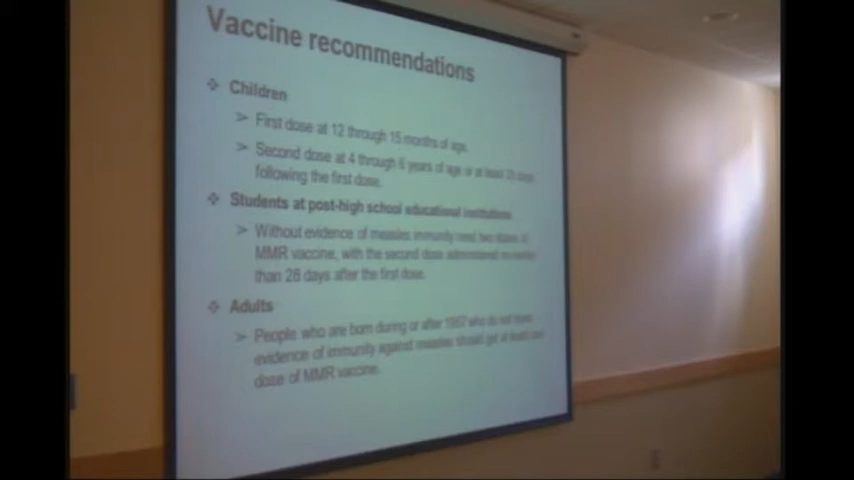 Vaccine recommendations
❖ Children
➢ First dose at 12 through 15 months of age.
➢ Second dose at 4 through 6 years of age or at least 28 days
following the first dose.
❖ Students at post-high school educational institutions
➢ Without evidence of measles immunity need two doses of
MMR vaccine, with the second dose administered no earlier
than 28 days after the first dose.
❖ Adults
➢ People who are born during or after 1957 who do not have
evidence of immunity against measles should get at least one
dose of MMR vaccine.